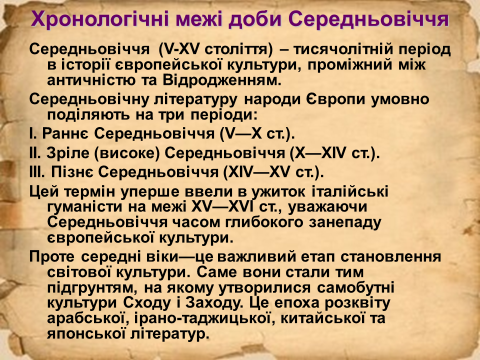 Хронологічні межі доби Середньовіччя
Середньовіччя (V-XV століття) – тисячолітній період
в історії європейської культури, проміжний між
античністю та Відродженням.
Середньовічну літературу народи Європи умовно
поділяють на три періоди:
І. Раннє Середньовіччя (V—X ст.).
ІІ. Зріле (високе) Середньовіччя (X—XIV ст.).
ІІІ. Пізнє Середньовіччя (XIV—XV ст.).
Цей термін уперше ввели в ужиток італійські
гуманісти на межі XV—XVI ст., уважаючи
Середньовіччя часом глибокого занепаду
європейської культури.
Проте середні віки—це важливий етап становлення
світової культури. Саме вони стали тим
підгрунтям, на якому утворилися самобутні
культури Сходу і Заходу. Це епоха розквіту
арабської, ірано-таджицької, китайської та
японської літератур.